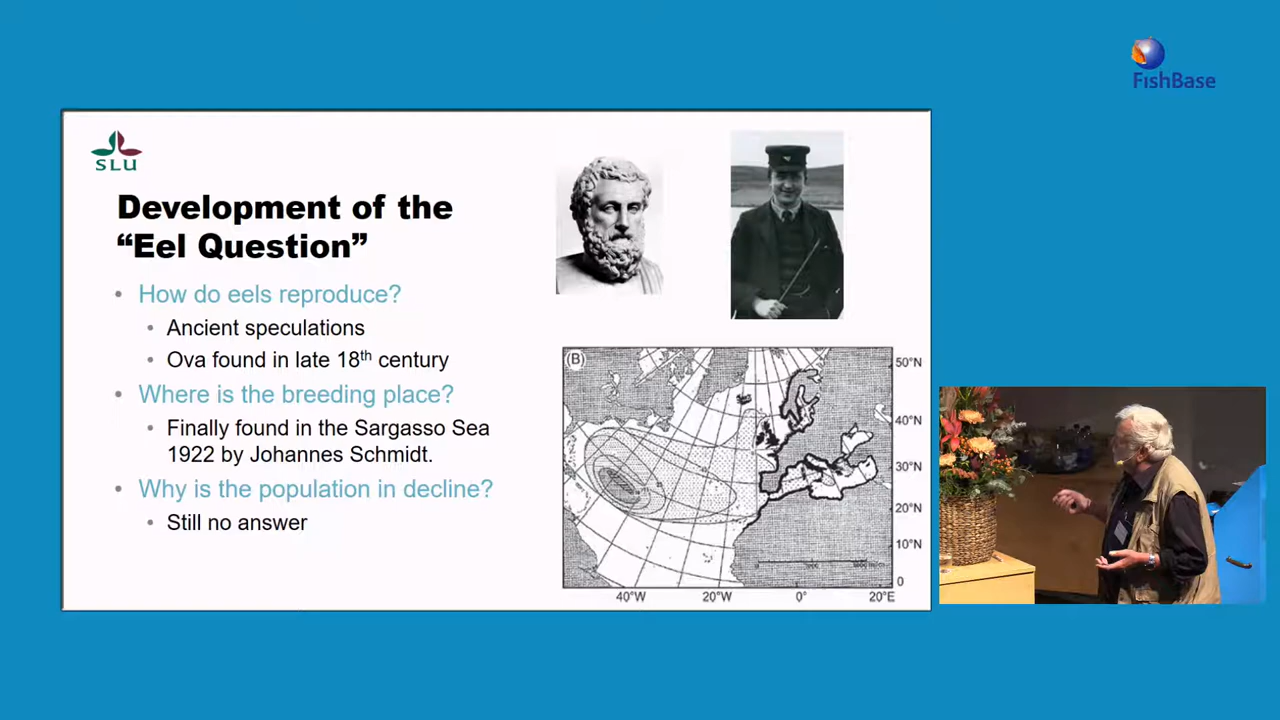 FishBase
SLU
Development of the
“Eel Question”
• How do eels reproduce?
• Ancient speculations
• Ova found in late 18th century
• Where is the breeding place?
• Finally found in the Sargasso Sea
1922 by Johannes Schmidt.
• Why is the population in decline?
• Still no answer
(B)
50°N
40°N
30°N
20°N
10°N
0
40°W 20°W 0° 20°E